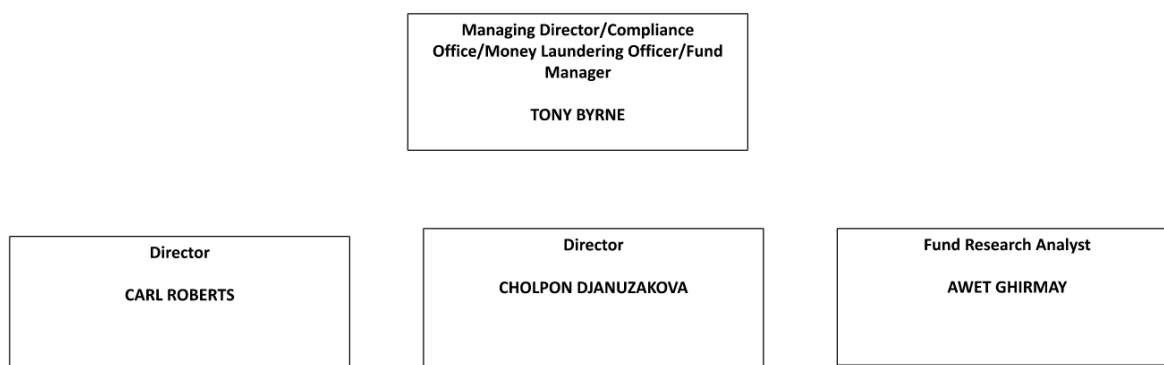 Managing Director/Compliance
Office/Money Laundering Officer/Fund
Manager
TONY BYRNE
Director
CARL ROBERTS
Director
CHOLPON DJANUZAKOVA
Fund Research Analyst
AWET GHIRMAY